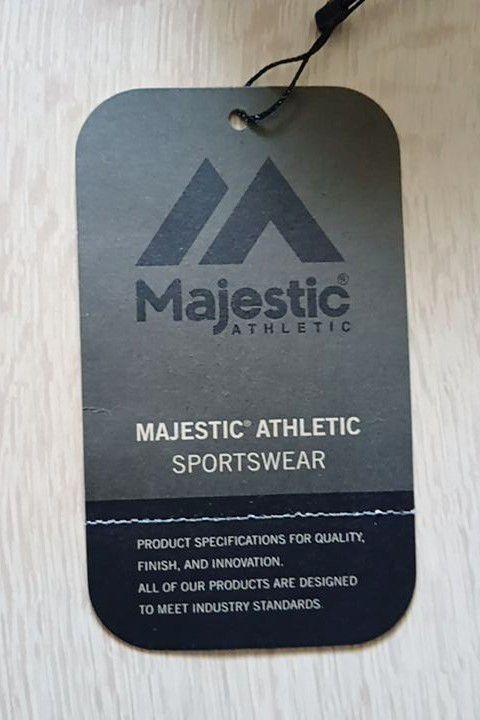 Majestic®
ATHLETIC
MAJESTIC® ATHLETIC
SPORTSWEAR
PRODUCT SPECIFICATIONS FOR QUALITY,
FINISH, AND INNOVATION.
ALL OF OUR PRODUCTS ARE DESIGNED
TO MEET INDUSTRY STANDARDS.